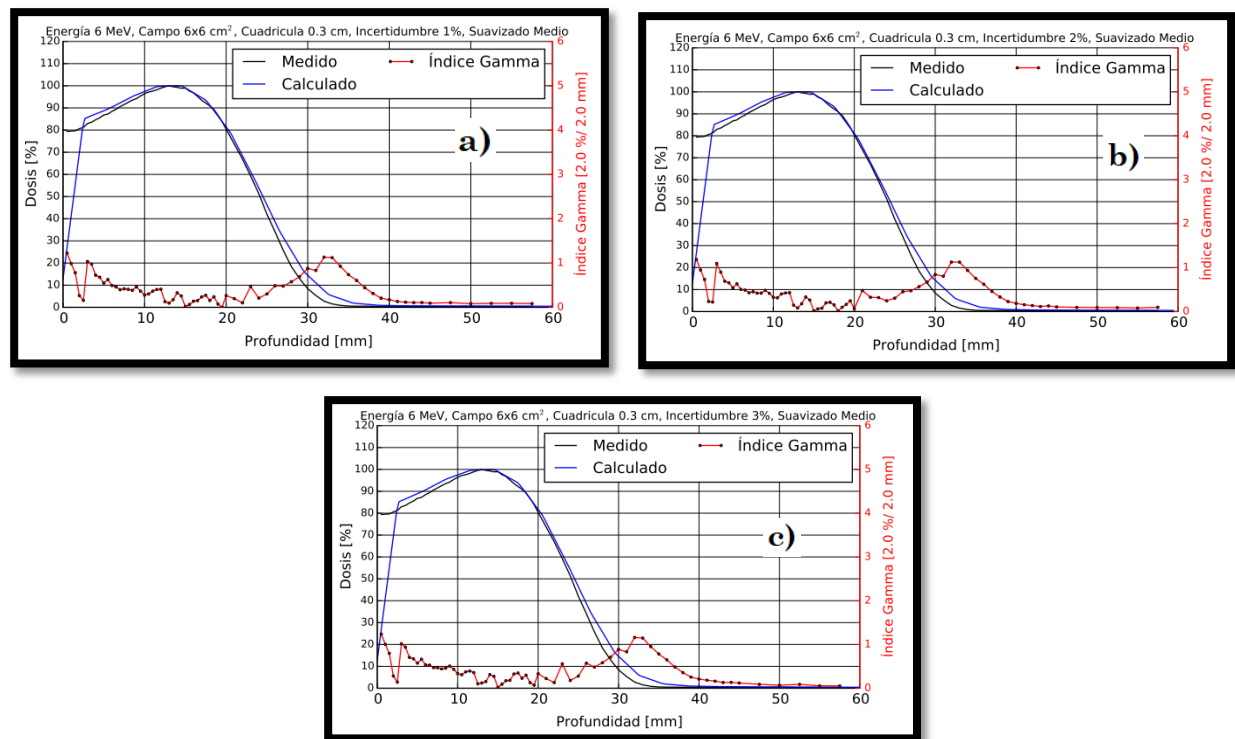 Energía 6 MeV, Campo 6x6 cm², Cuadricula 0.3 cm, Incertidumbre 1%, Suavizado Medio
120
110
100
90
80
70
60
50
40
30
20
10
0
Dosis [%]
Medido
Calculado
Índice Gamma
a)
6
5
4
3
2
1
0
Índice Gamma [2.0 %/ 2.0 mm]
0 10 20 30 40 50 60
Profundidad [mm]
Energía 6 MeV, Campo 6x6 cm², Cuadricula 0.3 cm, Incertidumbre 2%, Suavizado Medio
120
110
100
90
80
70
60
50
40
30
20
10
0
Dosis [%]
Medido
Calculado
Índice Gamma
b)
6
5
4
3
2
1
0
Índice Gamma [2.0 %/ 2.0 mm]
0 10 20 30 40 50 60
Profundidad [mm]
Energía 6 MeV, Campo 6x6 cm², Cuadricula 0.3 cm, Incertidumbre 3%, Suavizado Medio
120
110
100
90
80
70
60
50
40
30
20
10
0
Dosis [%]
Medido
Calculado
Índice Gamma
c)
6
5
4
3
2
1
0
Índice Gamma [2.0 %/ 2.0 mm]
0 10 20 30 40 50 60
Profundidad [mm]